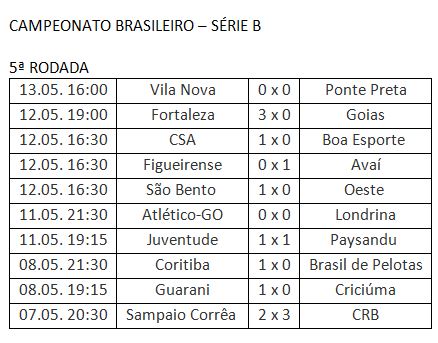 CAMPEONATO BRASILEIRO – SÉRIE B
5ª RODADA
13.05. 16:00 Vila Nova 0 x 0 Ponte Preta
12.05. 19:00 Fortaleza 3 x 0 Goias
12.05. 16:30 CSA 1 x 0 Boa Esporte
12.05. 16:30 Figueirense 0 x 1 Avaí
12.05. 16:30 São Bento 1 x 0 Oeste
11.05. 21:30 Atlético-GO 0 x 0 Londrina
11.05. 19:15 Juventude 1 x 1 Paysandu
08.05. 21:30 Coritiba 1 x 0 Brasil de Pelotas
08.05. 19:15 Guarani 1 x 0 Criciúma
07.05. 20:30 Sampaio Corrêa 2 x 3 CRB